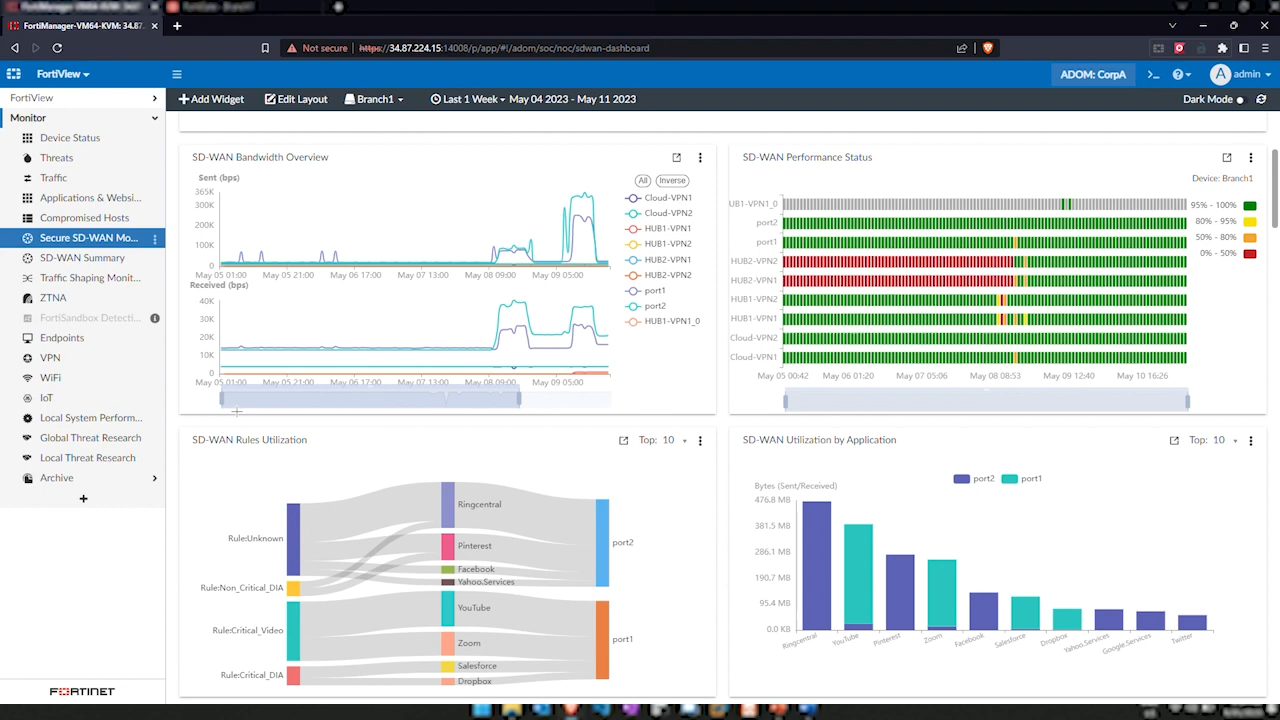 FortiManager-VM64-KVM: 34.87.
Not secure https://34.87.224.15:14008/p/app/#!/adom/soc/noc/sdwan-dashboard
FortiView ADOM: CorpA >_ ? A admin
FortiView
Monitor
Device Status
Threats
Traffic
Applications & Websi...
Compromised Hosts
Secure SD-WAN Mo...
SD-WAN Summary
Traffic Shaping Monit...
ZTNA
FortiSandbox Detecti...
Endpoints
VPN
WiFi
IoT
Local System Perform...
Global Threat Research
Local Threat Research
Archive
FORTINET
Add Widget Edit Layout Branch1 Last 1 Week May 04 2023 - May 11 2023 Dark Mode
SD-WAN Bandwidth Overview
Sent (bps)
All Inverse
365K
300K
200K
100K
0
May 05 01:00 May 05 21:00 May 06 17:00 May 07 13:00 May 08 09:00 May 09 05:00
Received (bps)
40K
30K
20K
10K
0
May 05 01:00 May 05 21:00 May 06 17:00 May 07 13:00 May 08 09:00 May 09 05:00
Cloud-VPN1
Cloud-VPN2
HUB1-VPN1
HUB1-VPN2
HUB2-VPN1
HUB2-VPN2
port1
port2
HUB1-VPN1_0
SD-WAN Performance Status
Device: Branch1
UB1-VPN1_0
port2
port1
HUB2-VPN2
HUB2-VPN1
HUB1-VPN2
HUB1-VPN1
Cloud-VPN2
Cloud-VPN1
95% - 100%
80% - 95%
50% - 80%
0% - 50%
May 05 00:42 May 06 01:20 May 07 05:06 May 08 08:53 May 09 12:40 May 10 16:26
SD-WAN Rules Utilization Top: 10
Rule:Unknown
Rule:Non_Critical_DIA
Rule:Critical_Video
Rule:Critical_DIA
Ringcentral
Pinterest
Facebook
Yahoo.Services
YouTube
Zoom
Salesforce
Dropbox
port2
port1
SD-WAN Utilization by Application Top: 10
port2 port1
Bytes (Sent/Received)
476.8 MB
381.5 MB
286.1 MB
190.7 MB
95.4 MB
0.0 KB
Ringcentral YouTube Pinterest Zoom Facebook Salesforce Dropbox Yahoo.Services Google.Services Twitter